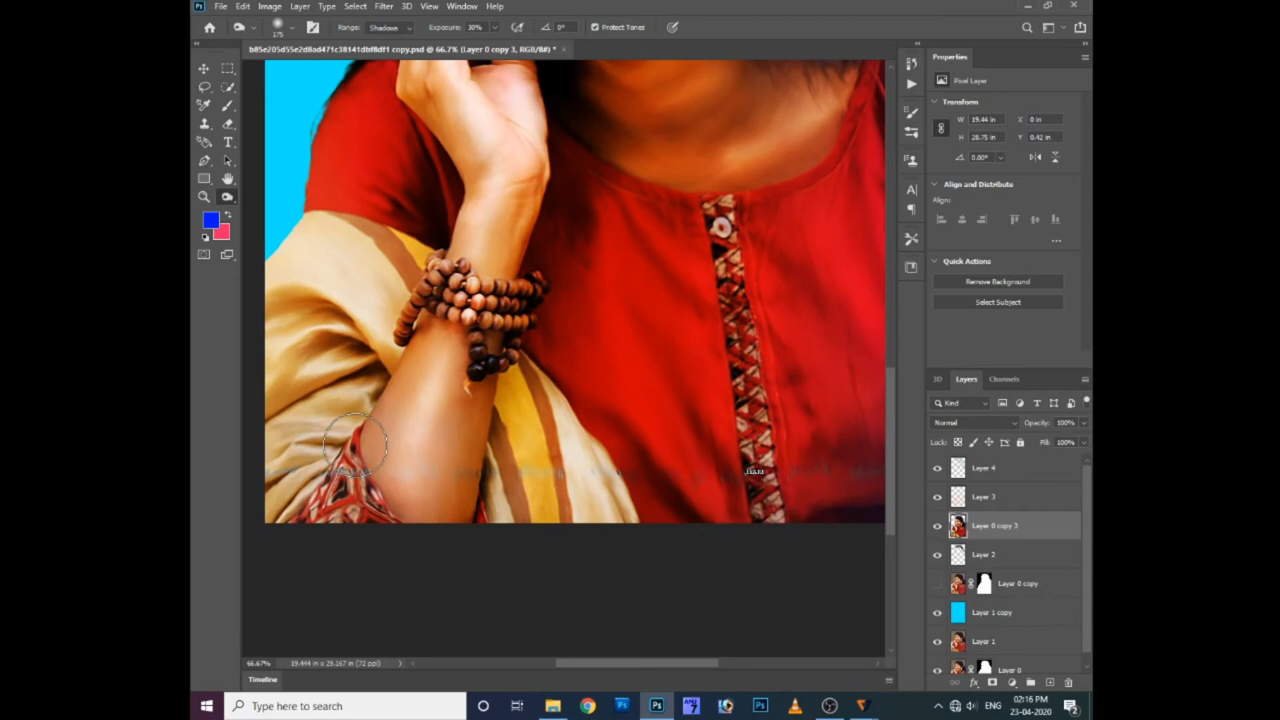 File Edit Image Layer Type Select Filter 3D View Window Help
175 Range: Shadows Exposure: 30% 0° Protect Tones
b85e205d55e2d8ad471c38141dbf8df1 copy.psd @ 66.7% (Layer 0 copy 3, RGB/8#) *
Properties
Pixel Layer
Transform
W 19.44 in X 0 in
H 28.75 in Y 0.42 in
0.00°
Align and Distribute
Align:
Quick Actions
Remove Background
Select Subject
3D Layers Channels
Kind
Normal Opacity: 100%
Lock: Fill: 100%
Layer 4
Layer 3
Layer 0 copy 3
Layer 2
Layer 0 copy
Layer 1 copy
Layer 1
Layer 0
66.67% 19.444 in x 29.167 in (72 ppi)
Timeline
Type here to search
ENG
02:16 PM
23-04-2020
2